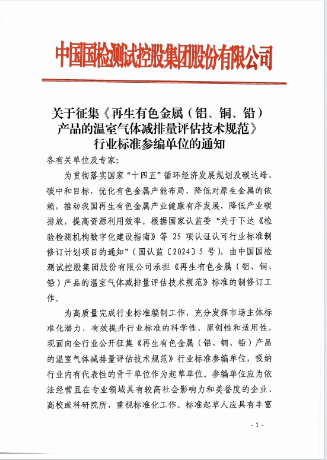 中国国检测试控股集团股份有限公司
关于征集《再生有色金属（铝、铜、铅）
产品的温室气体减排量评估技术规范》
行业标准参编单位的通知
各有关单位及专家：
为贯彻落实国家“十四五”循环经济发展规划及碳达峰、
碳中和目标，优化有色金属产能布局，降低对原生金属的依
赖，推动我国再生有色金属产业健康有序发展，降低产业碳
排放，提高资源利用效率。根据国家认监委“关于下达《检
验检测机构数字化建设指南》等 25 项认证认可行业标准制
修订计划项目的通知”（国认监〔2024〕5 号），由中国国检
测试控股集团股份有限公司承担《再生有色金属（铝、铜、
铅）产品的温室气体减排量评估技术规范》标准的制修订工
作。
为高质量完成行业标准编制工作，充分发挥市场主体标
准化潜力，有效提升行业标准的科学性、原创性和适用性，
现面向全行业公开征集《再生有色金属（铝、铜、铅）产品
的温室气体减排量评估技术规范》行业标准参编单位，吸纳
行业内有代表性的骨干单位作为起草单位。参编单位应为依
法经营且在专业领域具有较高社会影响力和美誉度的企业、
高校或科研院所，重视标准化工作。标准起草人应具有丰富
- 1 -